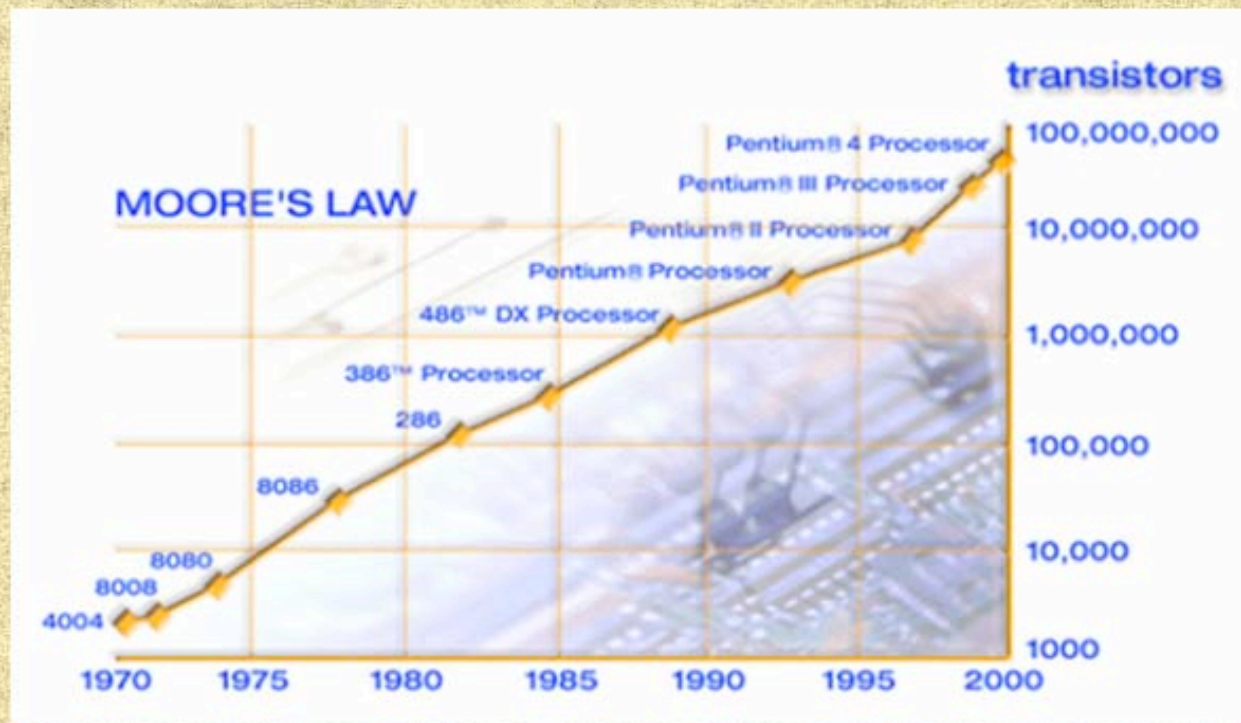 transistors
100,000,000
Pentium® 4 Processor
Pentium® III Processor
MOORE'S LAW
Pentium® II Processor
10,000,000
Pentium® Processor
486™ DX Processor
1,000,000
386™ Processor
286
100,000
8086
8080
10,000
8008
4004
1000
1970 1975 1980 1985 1990 1995 2000